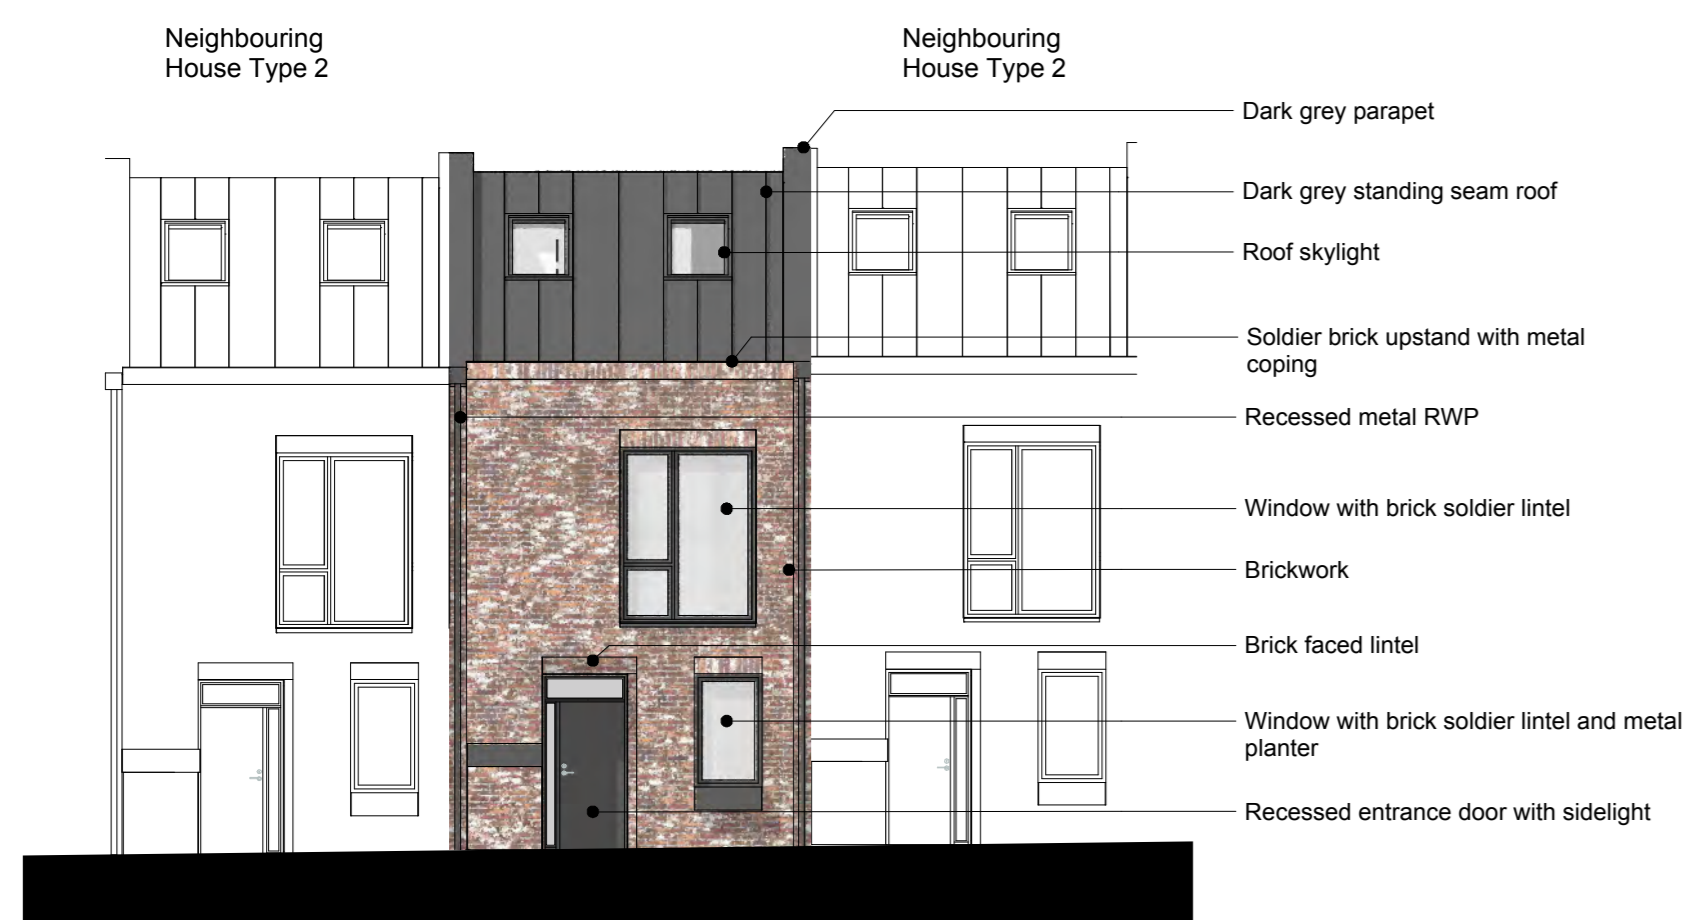 Neighbouring
House Type 2
Neighbouring
House Type 2
Dark grey parapet
Dark grey standing seam roof
Roof skylight
Soldier brick upstand with metal
coping
Recessed metal RWP
Window with brick soldier lintel
Brickwork
Brick faced lintel
Window with brick soldier lintel and metal
planter
Recessed entrance door with sidelight